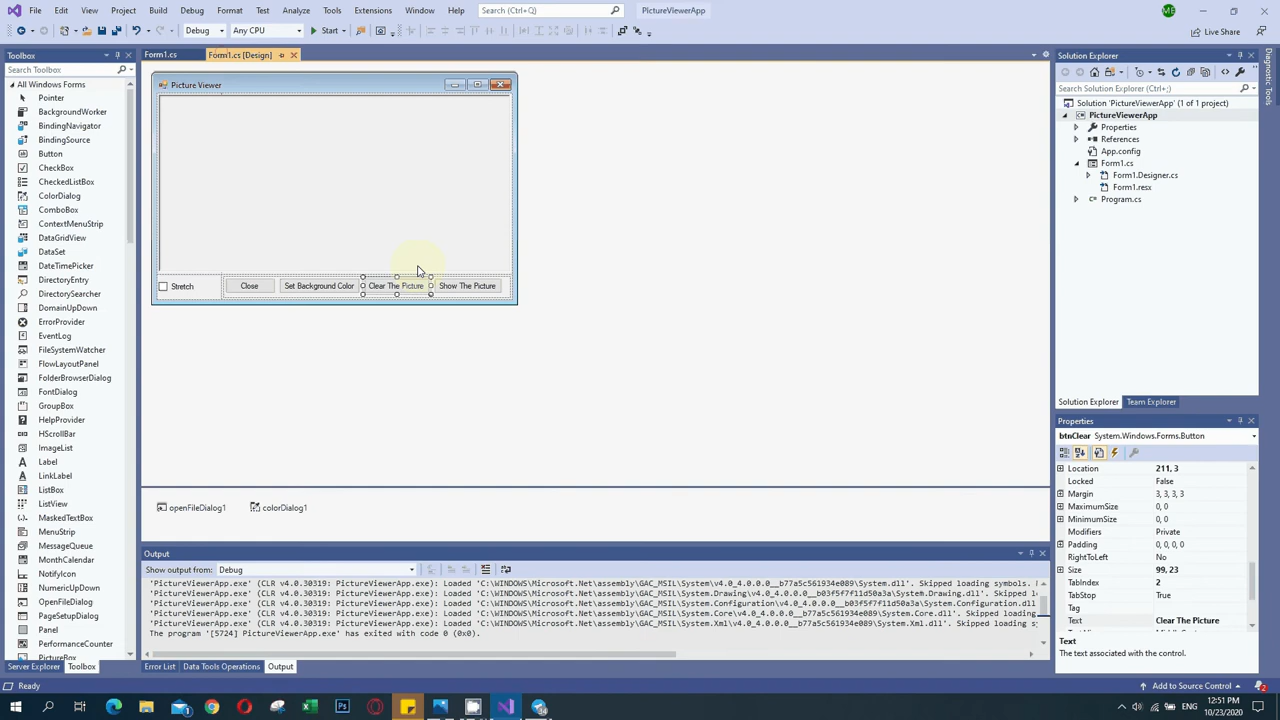 File Edit View Project Build Debug Format Test Analyze Tools Extensions Window Help Search (Ctrl+Q) PictureViewerApp ME
Debug Any CPU Start Live Share
Toolbox
Search Toolbox
All Windows Forms
Pointer
BackgroundWorker
BindingNavigator
BindingSource
Button
CheckBox
CheckedListBox
ColorDialog
ComboBox
ContextMenuStrip
DataGridView
DataSet
DateTimePicker
DirectoryEntry
DirectorySearcher
DomainUpDown
ErrorProvider
EventLog
FileSystemWatcher
FlowLayoutPanel
FolderBrowserDialog
FontDialog
GroupBox
HelpProvider
HScrollBar
ImageList
Label
LinkLabel
ListBox
ListView
MaskedTextBox
MenuStrip
MessageQueue
MonthCalendar
NotifyIcon
NumericUpDown
OpenFileDialog
PageSetupDialog
Panel
PerformanceCounter
PictureBox
Server Explorer Toolbox
Form1.cs Form1.cs [Design]
Picture Viewer
Stretch Close Set Background Color Clear The Picture Show The Picture
openFileDialog1 colorDialog1
Output
Show output from: Debug
'PictureViewerApp.exe' (CLR v4.0.30319: PictureViewerApp.exe): Loaded 'C:\WINDOWS\Microsoft.Net\assembly\GAC_MSIL\System\v4.0_4.0.0.0__b77a5c561934e089\System.dll'. Skipped loading symbols.
'PictureViewerApp.exe' (CLR v4.0.30319: PictureViewerApp.exe): Loaded 'C:\WINDOWS\Microsoft.Net\assembly\GAC_MSIL\System.Drawing\v4.0_4.0.0.0__b03f5f7f11d50a3a\System.Drawing.dll'. Skipped
'PictureViewerApp.exe' (CLR v4.0.30319: PictureViewerApp.exe): Loaded 'C:\WINDOWS\Microsoft.Net\assembly\GAC_MSIL\System.Configuration\v4.0_4.0.0.0__b03f5f7f11d50a3a\System.Configuration.dll
'PictureViewerApp.exe' (CLR v4.0.30319: PictureViewerApp.exe): Loaded 'C:\WINDOWS\Microsoft.Net\assembly\GAC_MSIL\System.Core\v4.0_4.0.0.0__b77a5c561934e089\System.Core.dll'. Skipped loading
'PictureViewerApp.exe' (CLR v4.0.30319: PictureViewerApp.exe): Loaded 'C:\WINDOWS\Microsoft.Net\assembly\GAC_MSIL\System.Xml\v4.0_4.0.0.0__b77a5c561934e089\System.Xml.dll'. Skipped loading sy
The program '[5724] PictureViewerApp.exe' has exited with code 0 (0x0).
Error List Data Tools Operations Output
Solution Explorer
Search Solution Explorer (Ctrl+;)
Solution 'PictureViewerApp' (1 of 1 project)
PictureViewerApp
Properties
References
App.config
Form1.cs
Form1.Designer.cs
Form1.resx
Program.cs
Solution Explorer Team Explorer
Diagnostic Tools
Properties
btnClear System.Windows.Forms.Button
Location 211, 3
Locked False
Margin 3, 3, 3, 3
MaximumSize 0, 0
MinimumSize 0, 0
Modifiers Private
Padding 0, 0, 0, 0
RightToLeft No
Size 99, 23
TabIndex 2
TabStop True
Tag
Text Clear The Picture
Text
The text associated with the control.
Ready Add to Source Control 2
ENG 12:51 PM
10/23/2020